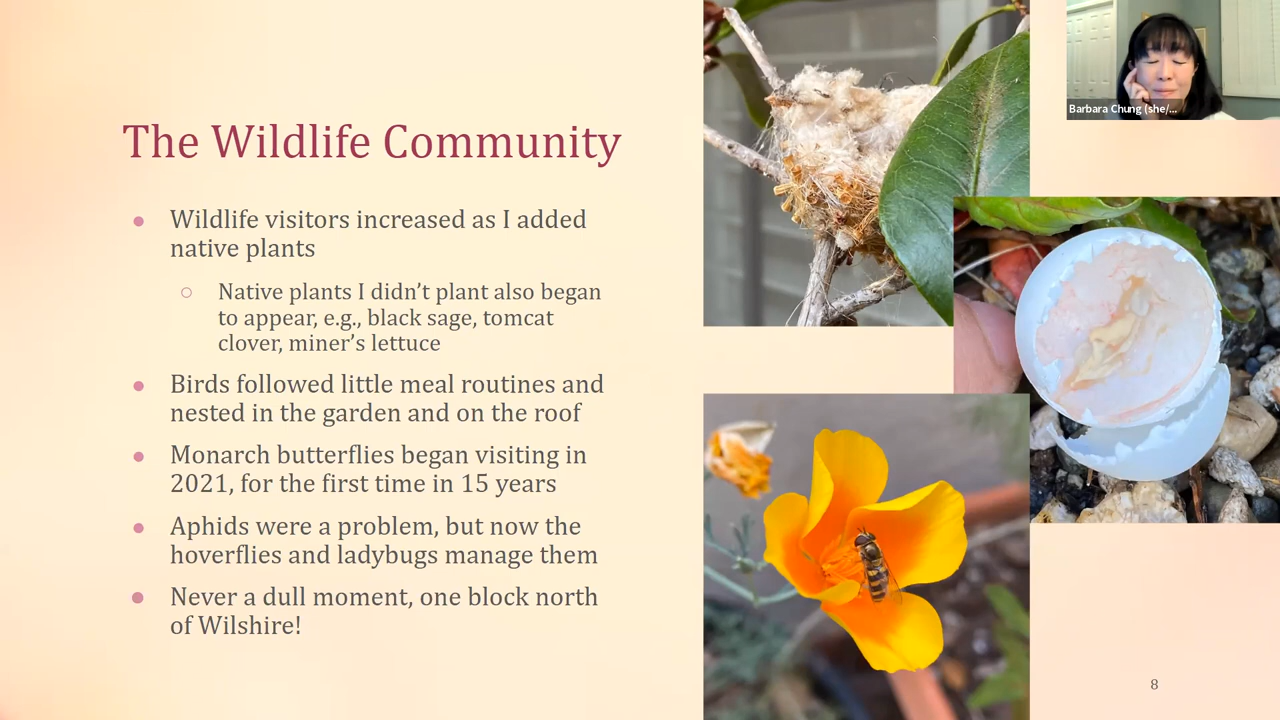 The Wildlife Community
Wildlife visitors increased as I added
native plants
Native plants I didn’t plant also began
to appear, e.g., black sage, tomcat
clover, miner’s lettuce
Birds followed little meal routines and
nested in the garden and on the roof
Monarch butterflies began visiting in
2021, for the first time in 15 years
Aphids were a problem, but now the
hoverflies and ladybugs manage them
Never a dull moment, one block north
of Wilshire!
Barbara Chung (she/...
8